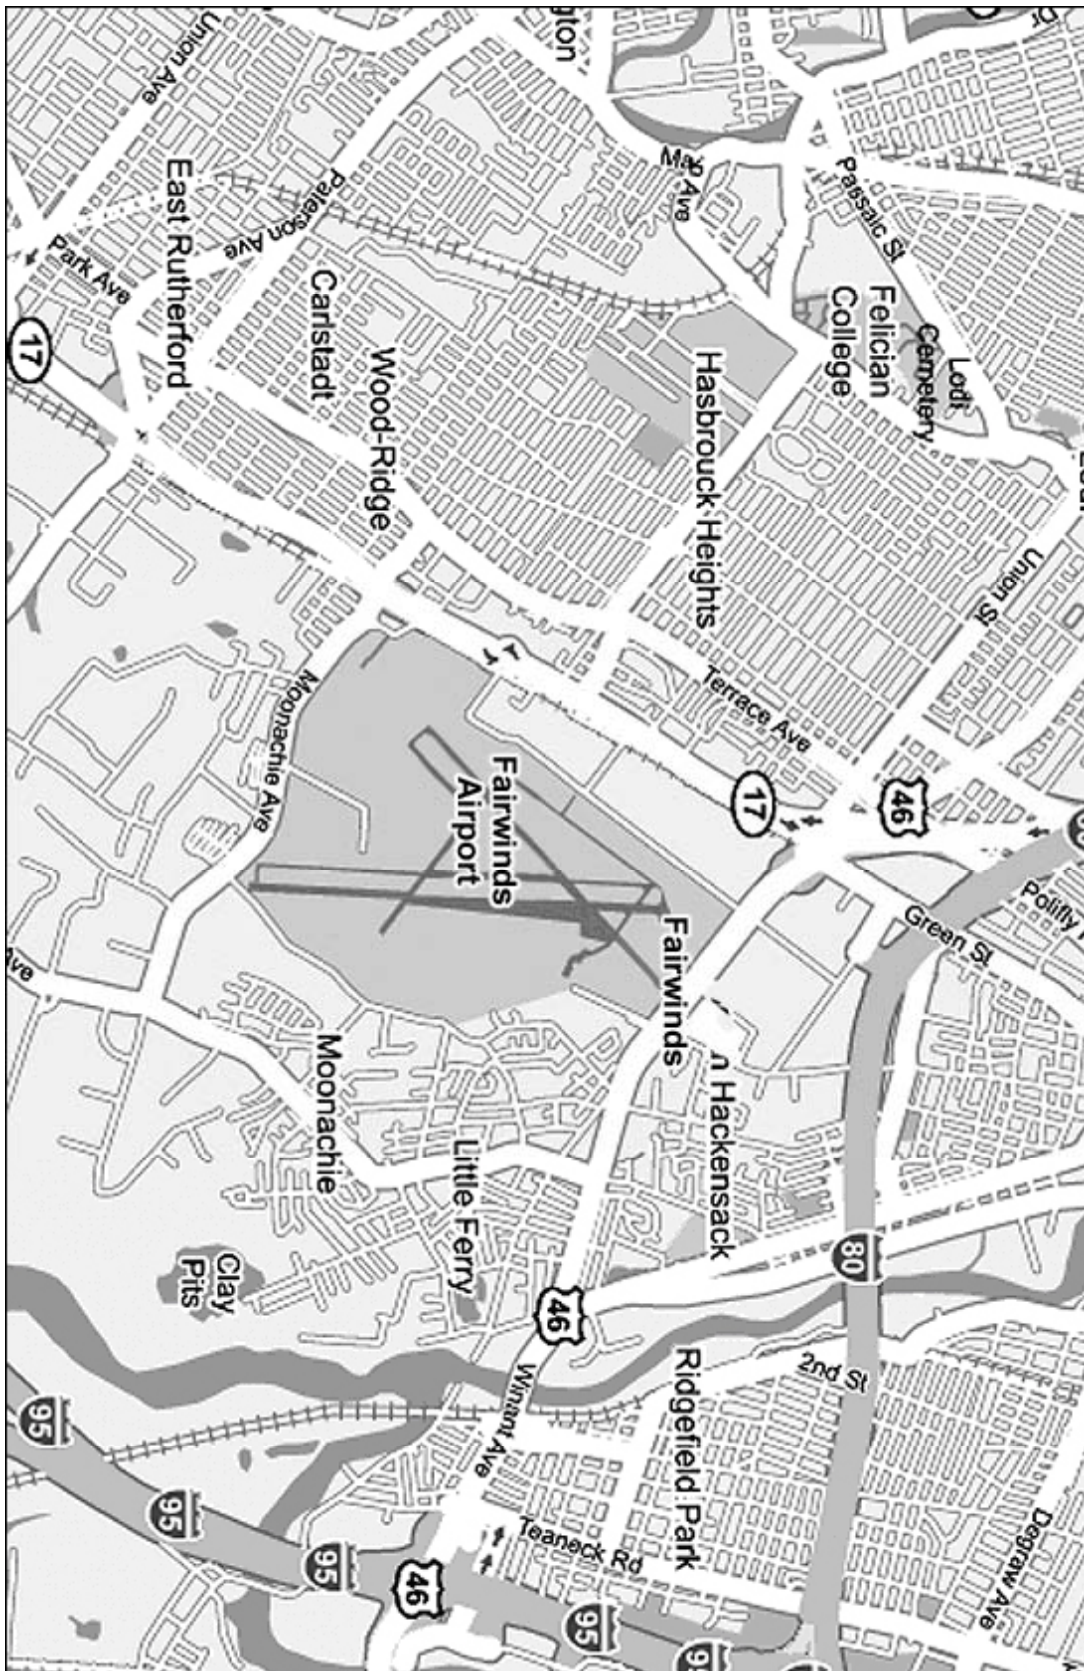 Union Ave
gton
Dr
Passaic St
East Rutherford
Park Ave
Paterson Ave
Carlstadt
Wood-Ridge
17
Felician
College
Lodi
Cemetery
Hasbrouck Heights
Union St
Terrace Ave
17
46
Moonachie Ave
Fairwinds
Airport
Fairwinds
Polifly
Green St
Ave
Moonachie
n Hackensack
Little Ferry
Clay
Pits
80
46
2nd St
Winant Ave
Ridgefield Park
Teaneck Rd
Degraw Ave
95
95
95
46
95
95